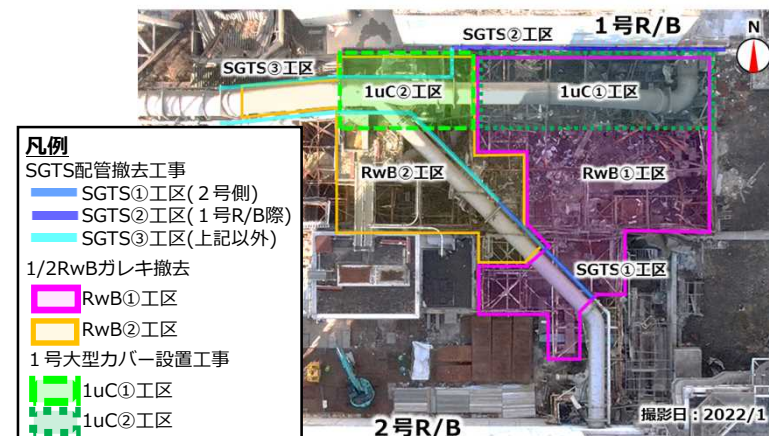 1号R/B
SGTS②工区
N
SGTS③工区
1uC②工区
1uC①工区
RwB②工区
RwB①工区
SGTS①工区
凡例
SGTS配管撤去工事
SGTS①工区(２号側)
SGTS②工区(１号R/B際)
SGTS③工区(上記以外)
1/2RwBガレキ撤去
RwB①工区
RwB②工区
１号大型カバー設置工事
1uC①工区
1uC②工区
2号R/B
撮影日：2022/1